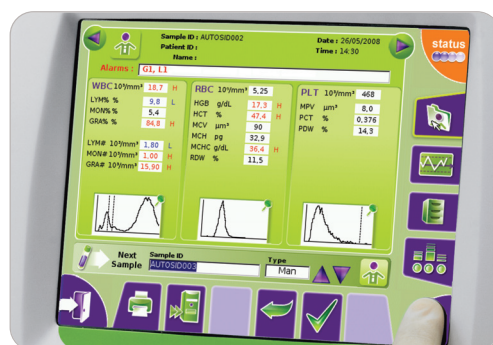 Sample ID : AUTOSID002
Patient ID :
Name :
Date : 26/05/2008
Time : 14:30
status
Alarms : G1, L1
WBC 10³/mm³ 18,7 H
LYM% % 9,8 L
MON% % 5,4
GRA% % 84,8 H
LYM# 10³/mm³ 1,80 L
MON# 10³/mm³ 1,00 H
GRA# 10³/mm³ 15,90 H
RBC 10⁶/mm³ 5,25
HGB g/dL 17,3 H
HCT % 47,4 H
MCV µm³ 90
MCH pg 32,9
MCHC g/dL 36,4 H
RDW % 11,5
PLT 10³/mm³ 468
MPV µm³ 8,0
PCT % 0,376
PDW % 14,3
Next Sample
Sample ID
AUTOSID003
Type
Man